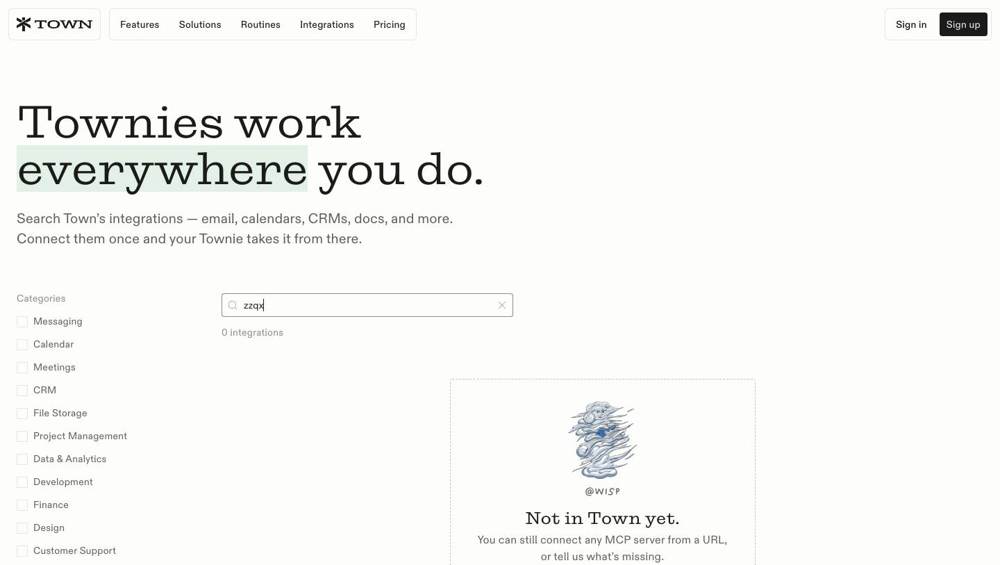 TOWN
Features
Solutions
Routines
Integrations
Pricing
Sign in
Sign up
Townies work
everywhere you do.
Search Town's integrations — email, calendars, CRMs, docs, and more.
Connect them once and your Townie takes it from there.
Categories
Messaging
Calendar
Meetings
CRM
File Storage
Project Management
Data & Analytics
Development
Finance
Design
Customer Support
zzqx
0 integrations
@WISP
Not in Town yet.
You can still connect any MCP server from a URL,
or tell us what's missing.